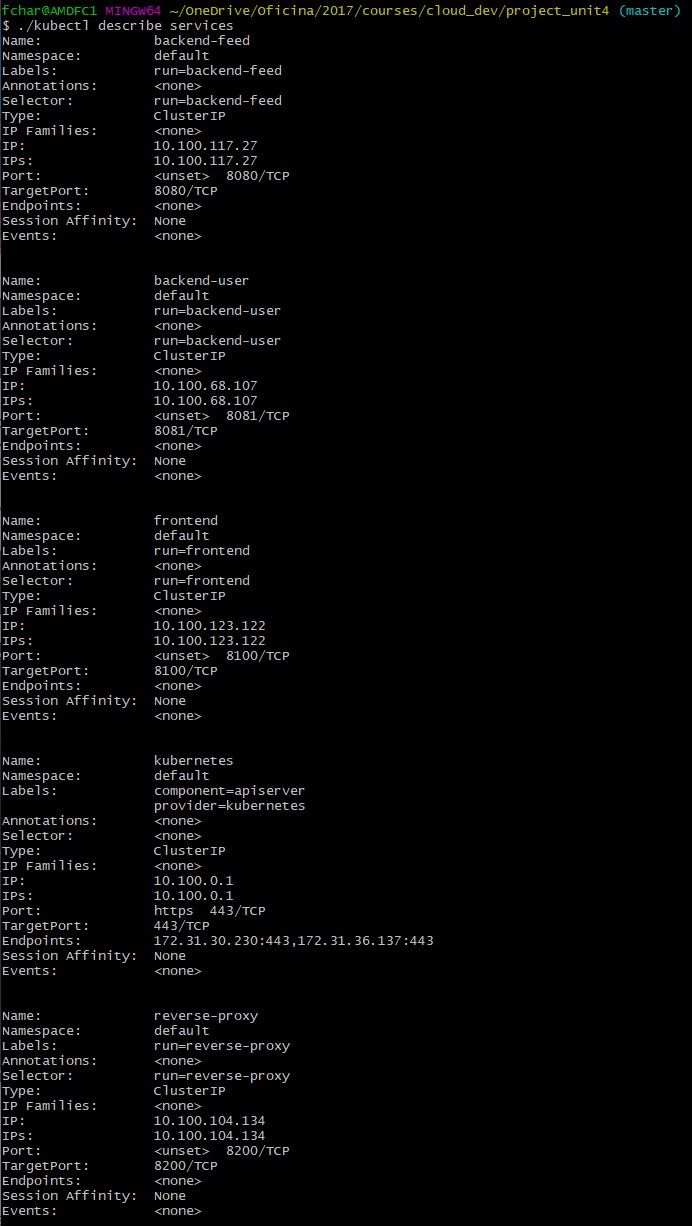 fchar@AMDFC1 MINGW64 ~/OneDrive/Oficina/2017/courses/cloud_dev/project_unit4 (master)
$ ./kubectl describe services
Name:              backend-feed
Namespace:         default
Labels:            run=backend-feed
Annotations:       <none>
Selector:          run=backend-feed
Type:              ClusterIP
IP Families:       <none>
IP:                10.100.117.27
IPs:               10.100.117.27
Port:              <unset>  8080/TCP
TargetPort:        8080/TCP
Endpoints:         <none>
Session Affinity:  None
Events:            <none>

Name:              backend-user
Namespace:         default
Labels:            run=backend-user
Annotations:       <none>
Selector:          run=backend-user
Type:              ClusterIP
IP Families:       <none>
IP:                10.100.68.107
IPs:               10.100.68.107
Port:              <unset>  8081/TCP
TargetPort:        8081/TCP
Endpoints:         <none>
Session Affinity:  None
Events:            <none>

Name:              frontend
Namespace:         default
Labels:            run=frontend
Annotations:       <none>
Selector:          run=frontend
Type:              ClusterIP
IP Families:       <none>
IP:                10.100.123.122
IPs:               10.100.123.122
Port:              <unset>  8100/TCP
TargetPort:        8100/TCP
Endpoints:         <none>
Session Affinity:  None
Events:            <none>

Name:              kubernetes
Namespace:         default
Labels:            component=apiserver
                   provider=kubernetes
Annotations:       <none>
Selector:          <none>
Type:              ClusterIP
IP Families:       <none>
IP:                10.100.0.1
IPs:               10.100.0.1
Port:              https  443/TCP
TargetPort:        443/TCP
Endpoints:         172.31.30.230:443,172.31.36.137:443
Session Affinity:  None
Events:            <none>

Name:              reverse-proxy
Namespace:         default
Labels:            run=reverse-proxy
Annotations:       <none>
Selector:          run=reverse-proxy
Type:              ClusterIP
IP Families:       <none>
IP:                10.100.104.134
IPs:               10.100.104.134
Port:              <unset>  8200/TCP
TargetPort:        8200/TCP
Endpoints:         <none>
Session Affinity:  None
Events:            <none>